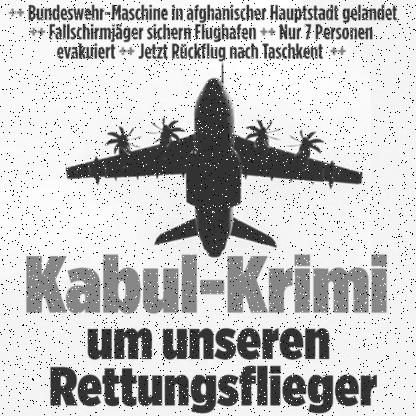 ++ Bundeswehr-Maschine in afghanischer Hauptstadt gelandet
++ Fallschirmjäger sichern Flughafen ++ Nur 7 Personen
evakuiert ++ Jetzt Rückflug nach Taschkent ++
Kabul-Krimi
um unseren
Rettungsflieger